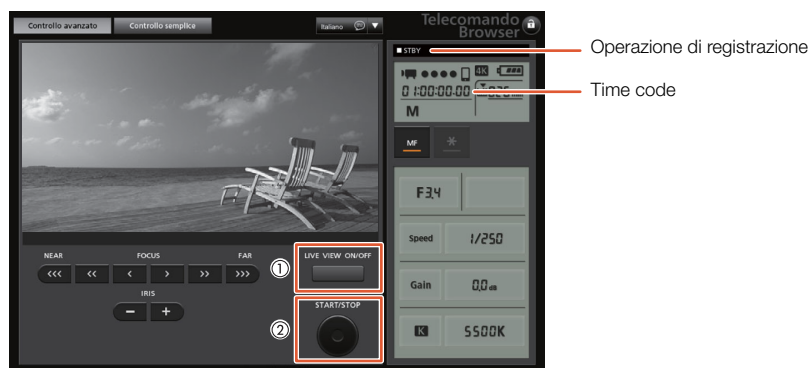 Controllo avanzato Controllo semplice Italiano Telecomando
Browser
STBY Operazione di registrazione
4K
01:00:00.00 Time code
M
MF
F3,4
NEAR FOCUS FAR
LIVE VIEW ON/OFF
Speed 1/250
<<< << < > >> >>>
①
IRIS
Gain 0,0 dB
− +
START/STOP
②
K 5500K